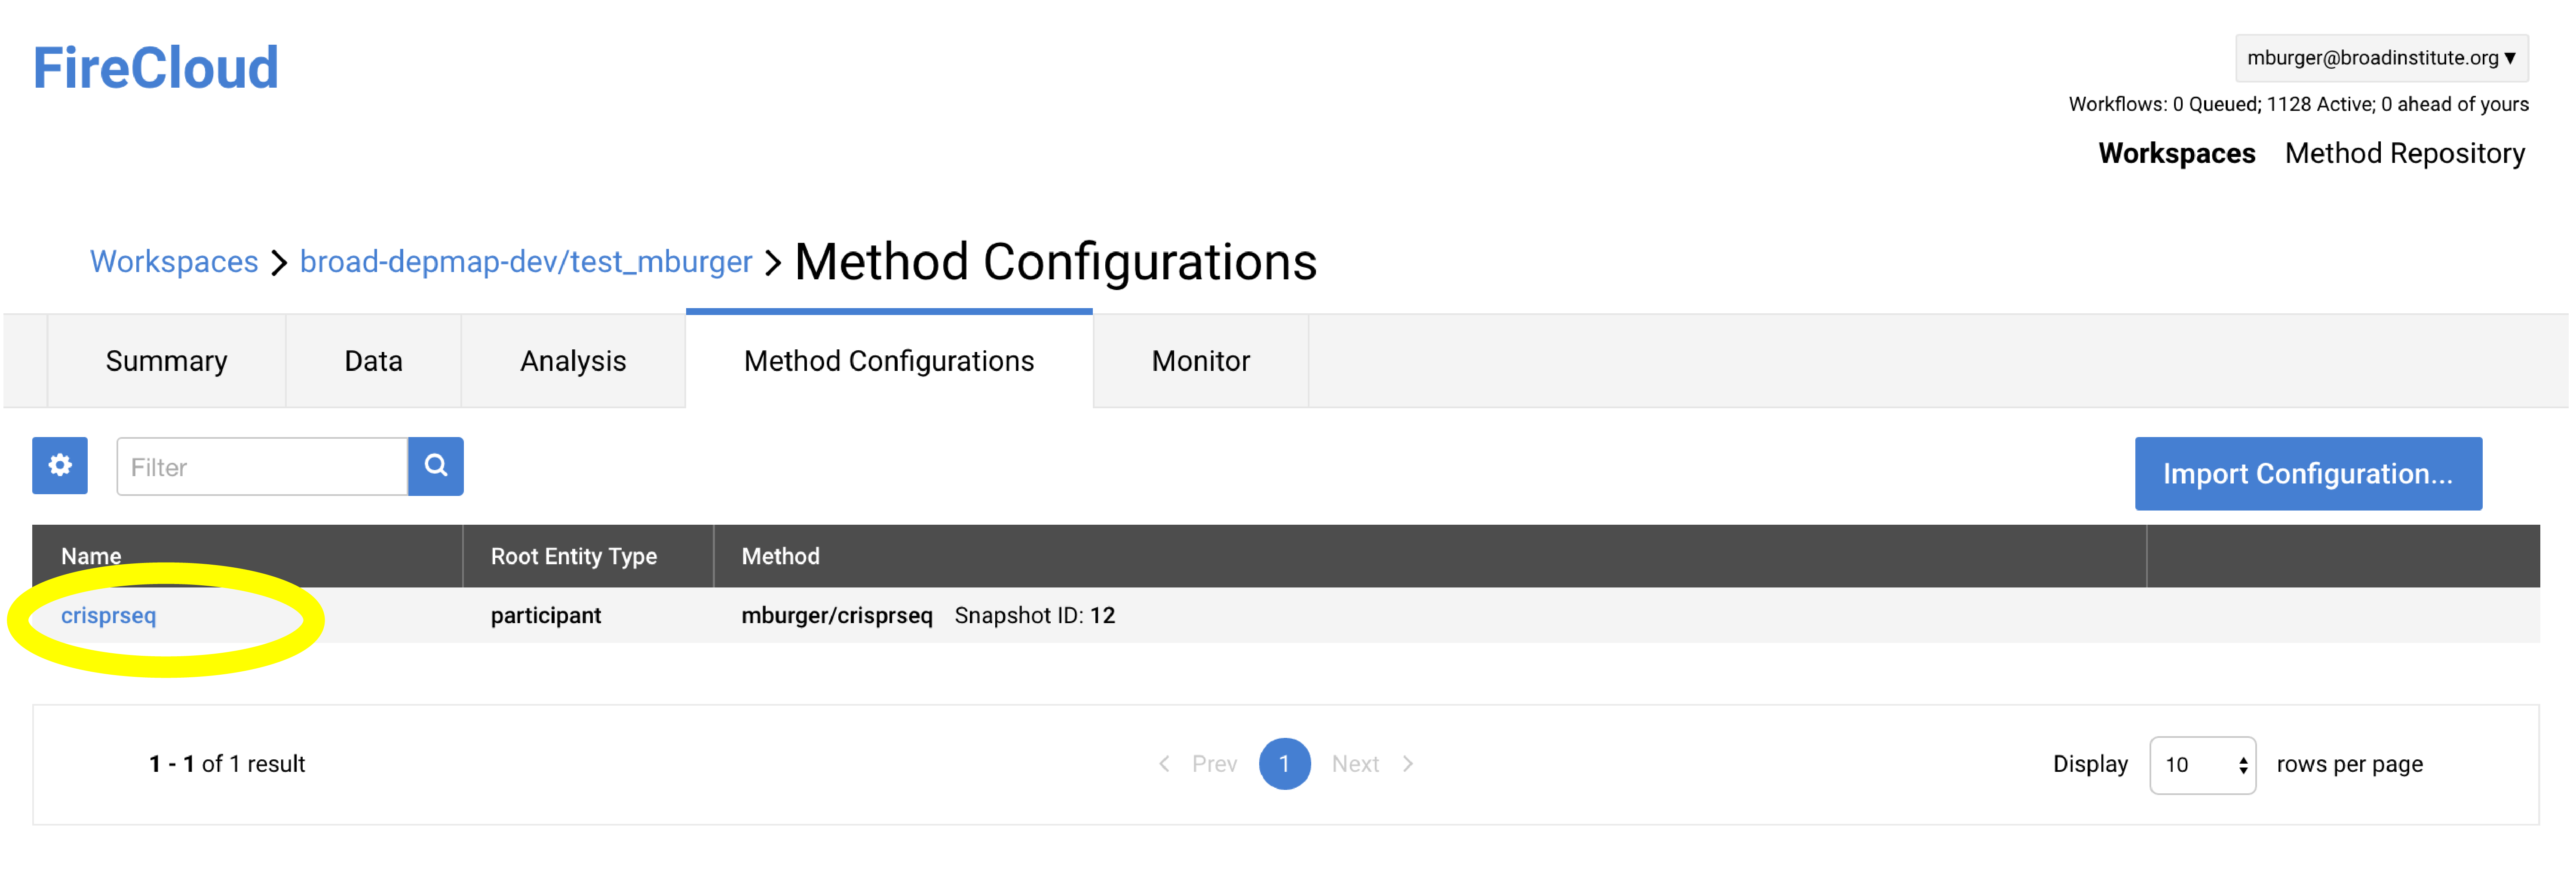 FireCloud
mburger@broadinstitute.org ▼
Workflows: 0 Queued; 1128 Active; 0 ahead of yours
Workspaces Method Repository
Workspaces > broad-depmap-dev/test_mburger > Method Configurations
Summary Data Analysis Method Configurations Monitor
Filter
Import Configuration...
Name Root Entity Type Method
crisprseq participant mburger/crisprseq Snapshot ID: 12
1 - 1 of 1 result < Prev 1 Next > Display 10 rows per page